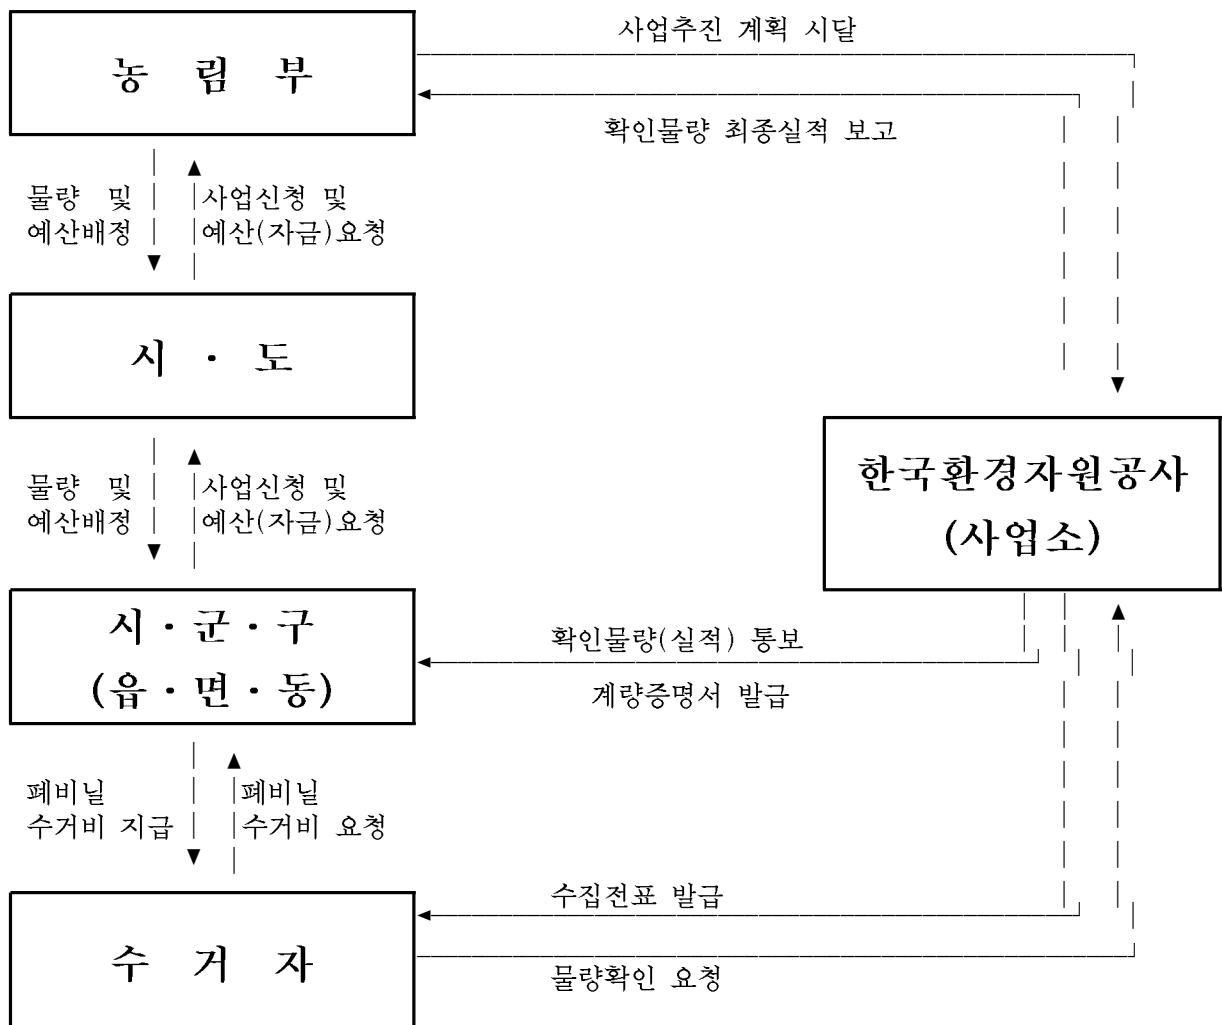 사업추진 계획 시달
농 림 부
확인물량 최종실적 보고
물량 및
예산배정
사업신청 및
예산(자금)요청
시 · 도
물량 및
예산배정
사업신청 및
예산(자금)요청
한국환경자원공사
(사업소)
시·군·구
(읍·면·동)
확인물량(실적) 통보
계량증명서 발급
폐비닐
수거비 지급
폐비닐
수거비 요청
수집전표 발급
수 거 자
물량확인 요청